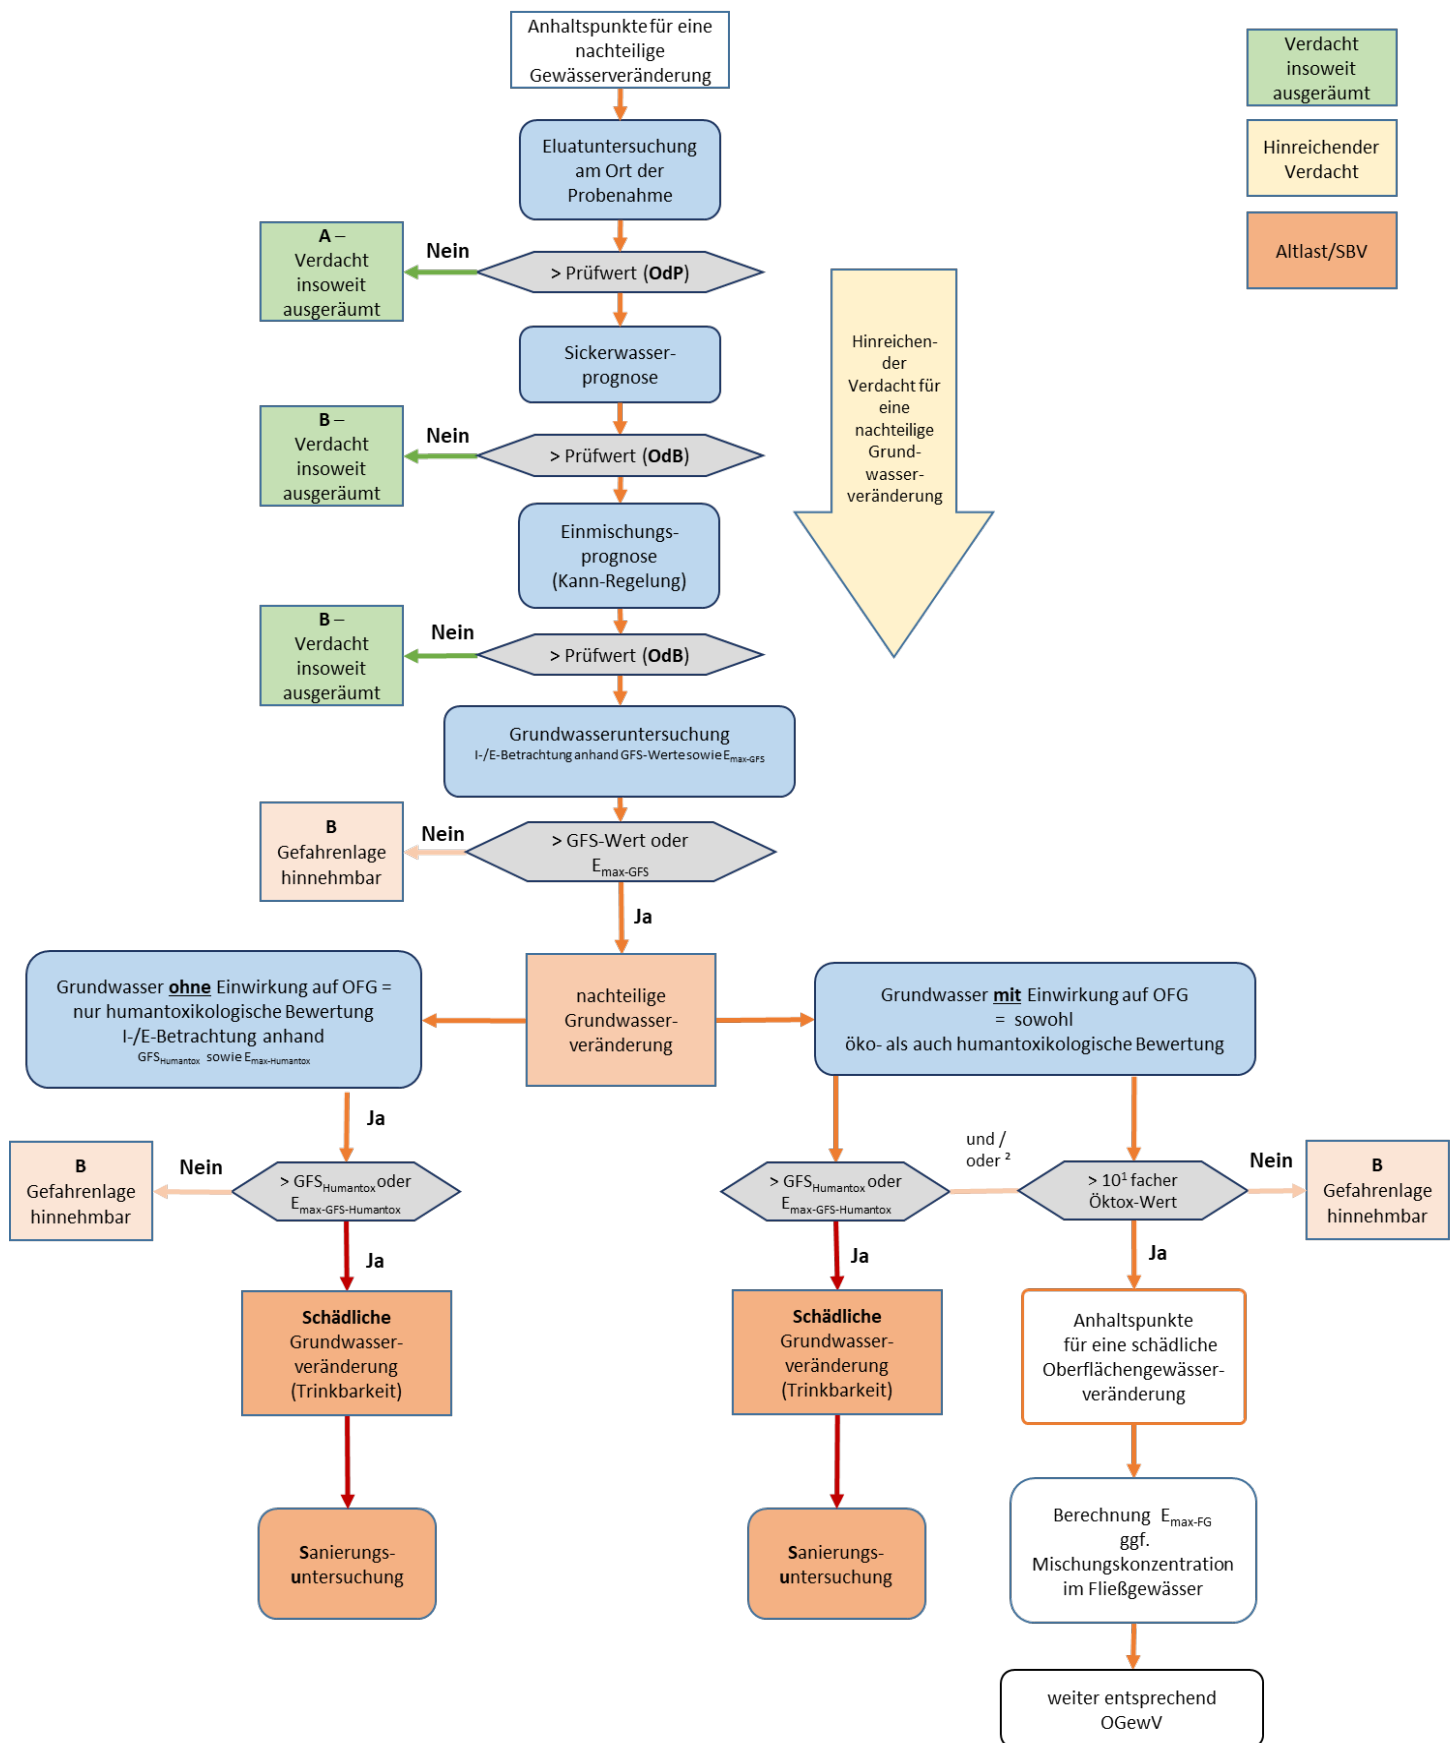 Anhaltspunkte für eine
nachteilige
Gewässerveränderung
Verdacht
insoweit
ausgeräumt
Hinreichender
Verdacht
Altlast/SBV
Eluatuntersuchung
am Ort der
Probenahme
A –
Verdacht
insoweit
ausgeräumt
Nein
> Prüfwert (OdP)
Sickerwasser-
prognose
Hinreichen-
der
Verdacht für
eine
nachteilige
Grund-
wasser-
veränderung
B –
Verdacht
insoweit
ausgeräumt
Nein
> Prüfwert (OdB)
Einmischungs-
prognose
(Kann-Regelung)
B –
Verdacht
insoweit
ausgeräumt
Nein
> Prüfwert (OdB)
Grundwasseruntersuchung
I-/E-Betrachtung anhand GFS-Werte sowie Emax-GFS
B
Gefahrenlage
hinnehmbar
Nein
> GFS-Wert oder
Emax-GFS
Ja
Grundwasser ohne Einwirkung auf OFG =
nur humantoxikologische Bewertung
I-/E-Betrachtung anhand
GFSHumantox sowie Emax-Humantox
nachteilige
Grundwasser-
veränderung
Grundwasser mit Einwirkung auf OFG
= sowohl
öko- als auch humantoxikologische Bewertung
Ja
B
Gefahrenlage
hinnehmbar
Nein
> GFSHumantox oder
Emax-GFS-Humantox
> GFSHumantox oder
Emax-GFS-Humantox
und /
oder ²
> 10¹ facher
Öktox-Wert
Nein
B
Gefahrenlage
hinnehmbar
Ja
Ja
Ja
Schädliche
Grundwasser-
veränderung
(Trinkbarkeit)
Schädliche
Grundwasser-
veränderung
(Trinkbarkeit)
Anhaltspunkte
für eine schädliche
Oberflächengewässer-
veränderung
Sanierungs-
untersuchung
Sanierungs-
untersuchung
Berechnung Emax-FG
ggf.
Mischungskonzentration
im Fließgewässer
weiter entsprechend
OGewV